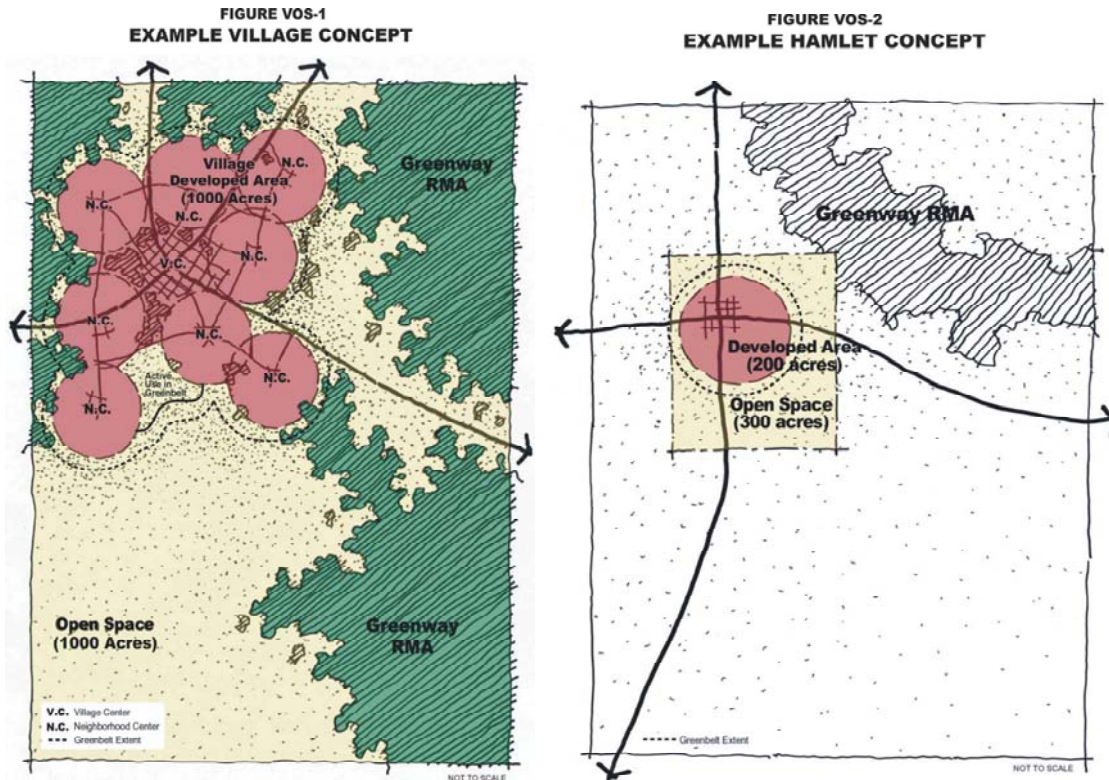 FIGURE VOS-1
EXAMPLE VILLAGE CONCEPT
N.C.
Village
Developed Area
(1000 Acres)
N.C.
N.C.
Greenway
RMA
V.C.
N.C.
N.C.
N.C.
N.C.
N.C.
Active
Use in
Greenbelt
Open Space
(1000 Acres)
Greenway
RMA
V.C. Village Center
N.C. Neighborhood Center
Greenbelt Extent
NOT TO SCALE
FIGURE VOS-2
EXAMPLE HAMLET CONCEPT
Greenway RMA
Developed Area
(200 acres)
Open Space
(300 acres)
Greenbelt Extent
NOT TO SCALE